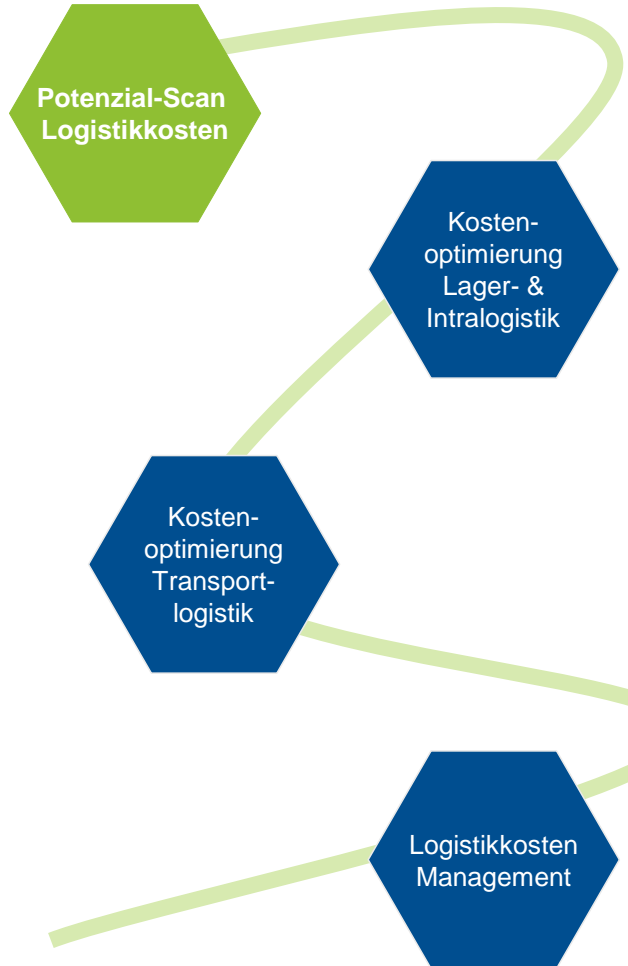 Potenzial-Scan
Logistikkosten
Kosten-
optimierung
Lager- &
Intralogistik
Kosten-
optimierung
Transport-
logistik
Logistikkosten
Management